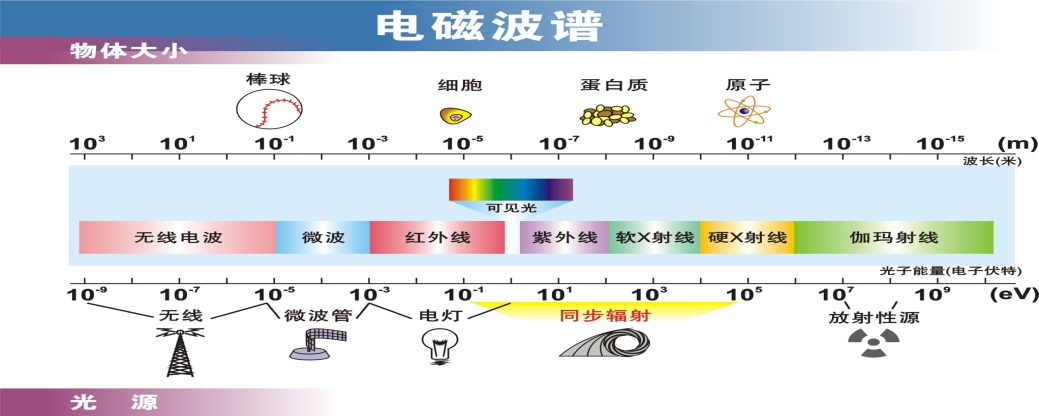 电磁波谱
物体大小
棒球 细胞 蛋白质 原子
10³ 10¹ 10⁻¹ 10⁻³ 10⁻⁵ 10⁻⁷ 10⁻⁹ 10⁻¹¹ 10⁻¹³ 10⁻¹⁵ (m)
波长(米)
可见光
无线电波 微波 红外线 紫外线 软X射线 硬X射线 伽玛射线
光子能量(电子伏特)
10⁻⁹ 10⁻⁷ 10⁻⁵ 10⁻³ 10⁻¹ 10¹ 10³ 10⁵ 10⁷ 10⁹ (eV)
无线 微波管 电灯 同步辐射 放射性源
光 源